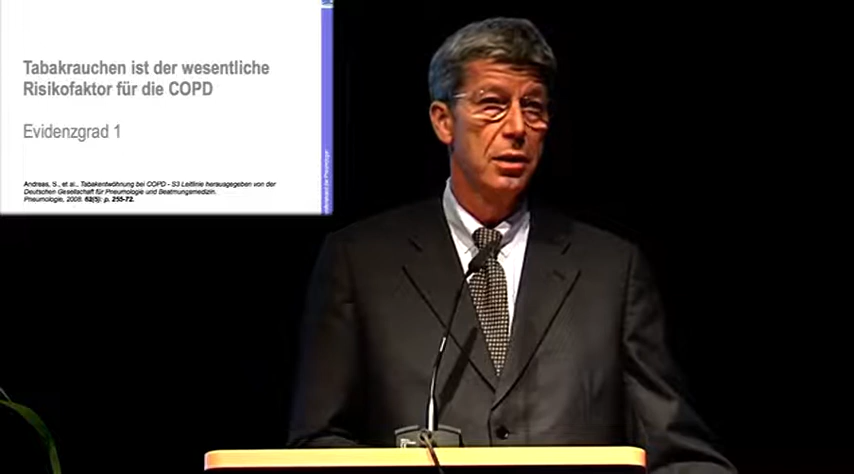 Tabakrauchen ist der wesentliche
Risikofaktor für die COPD
Evidenzgrad 1
Andreas, S., et al., Tabakentwöhnung bei COPD - S3 Leitlinie herausgegeben von der
Deutschen Gesellschaft für Pneumologie und Beatmungsmedizin.
Pneumologie, 2008. 62(5): p. 255-72.